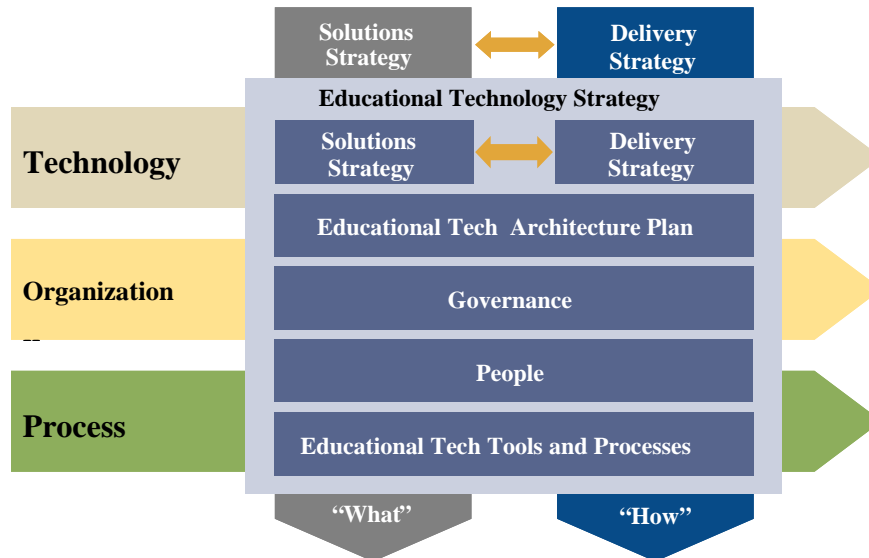 Solutions
Strategy
Delivery
Strategy
Educational Technology Strategy
Technology
Solutions
Strategy
Delivery
Strategy
Educational Tech Architecture Plan
Organization
Governance
People
Process
Educational Tech Tools and Processes
“What”
“How”